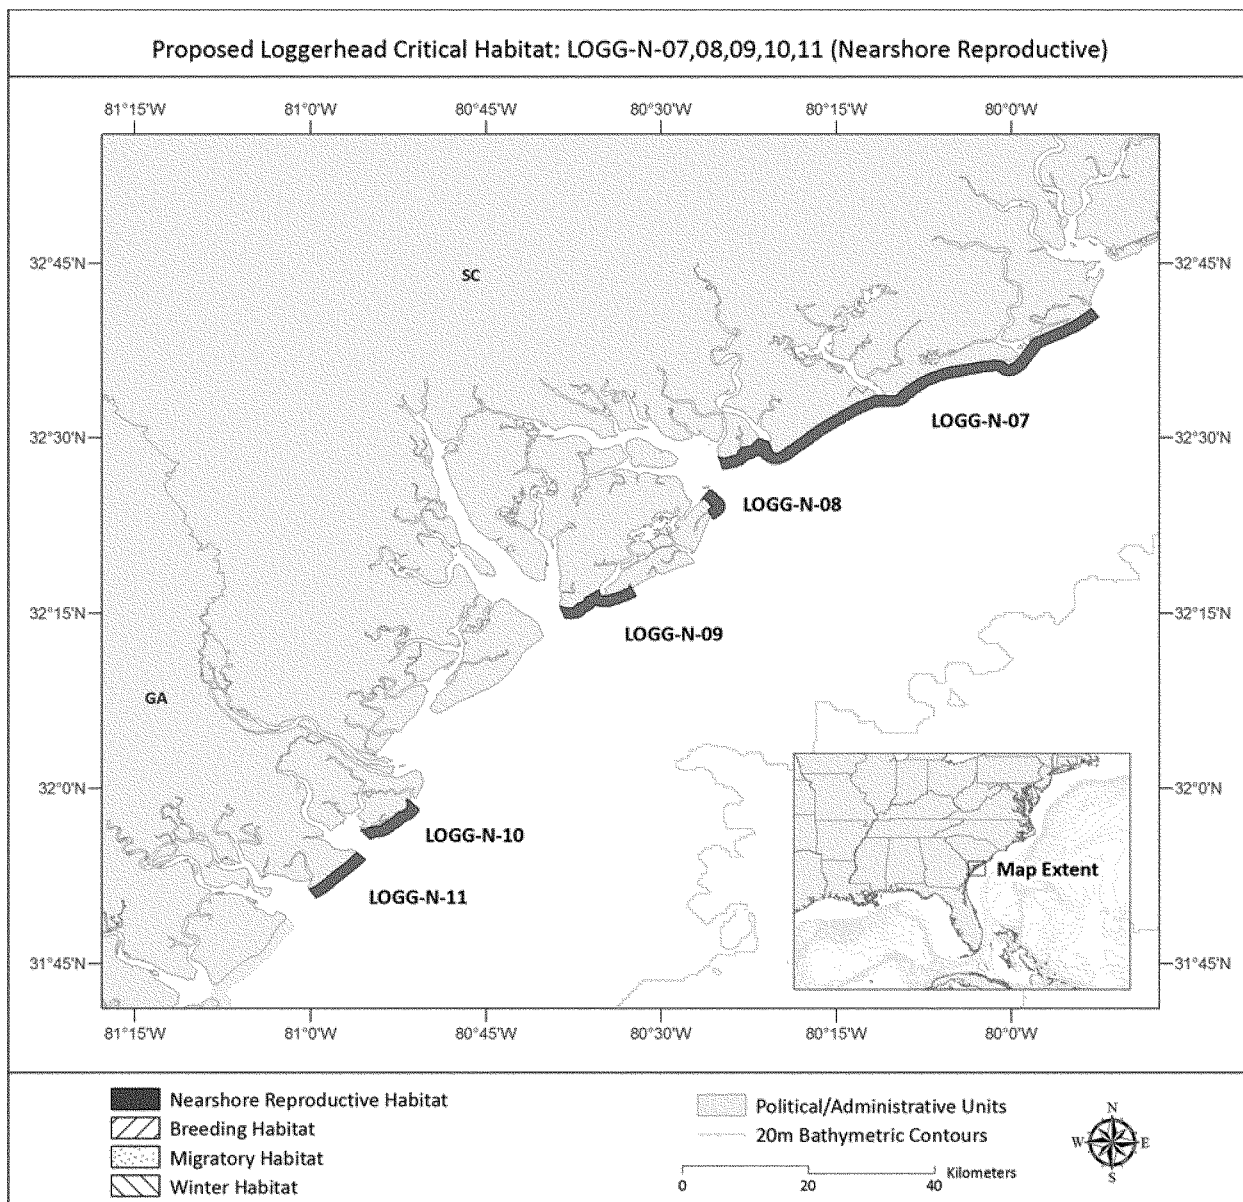 Proposed Loggerhead Critical Habitat: LOGG-N-07,08,09,10,11 (Nearshore Reproductive)
81°15'W 81°0'W 80°45'W 80°30'W 80°15'W 80°0'W
32°45'N 32°45'N
SC
LOGG-N-07
32°30'N 32°30'N
LOGG-N-08
32°15'N 32°15'N
LOGG-N-09
GA
32°0'N 32°0'N
LOGG-N-10
Map Extent
LOGG-N-11
31°45'N 31°45'N
81°15'W 81°0'W 80°45'W 80°30'W 80°15'W 80°0'W
Nearshore Reproductive Habitat
Breeding Habitat
Migratory Habitat
Winter Habitat
Political/Administrative Units
20m Bathymetric Contours
Kilometers
0 20 40
N
W E
S